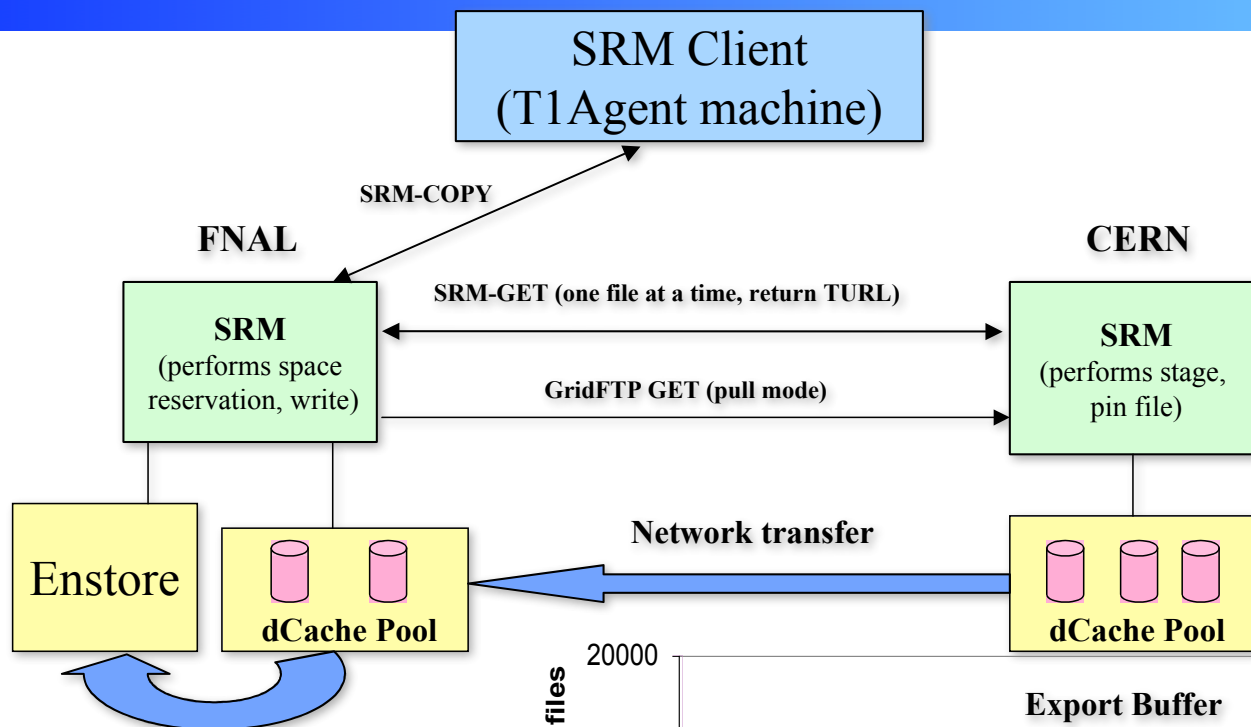 SRM Client
(T1Agent machine)
SRM-COPY
FNAL
CERN
SRM-GET (one file at a time, return TURL)
SRM
(performs space
reservation, write)
SRM
(performs stage,
pin file)
GridFTP GET (pull mode)
Network transfer
Enstore
dCache Pool
dCache Pool
20000
files
Export Buffer